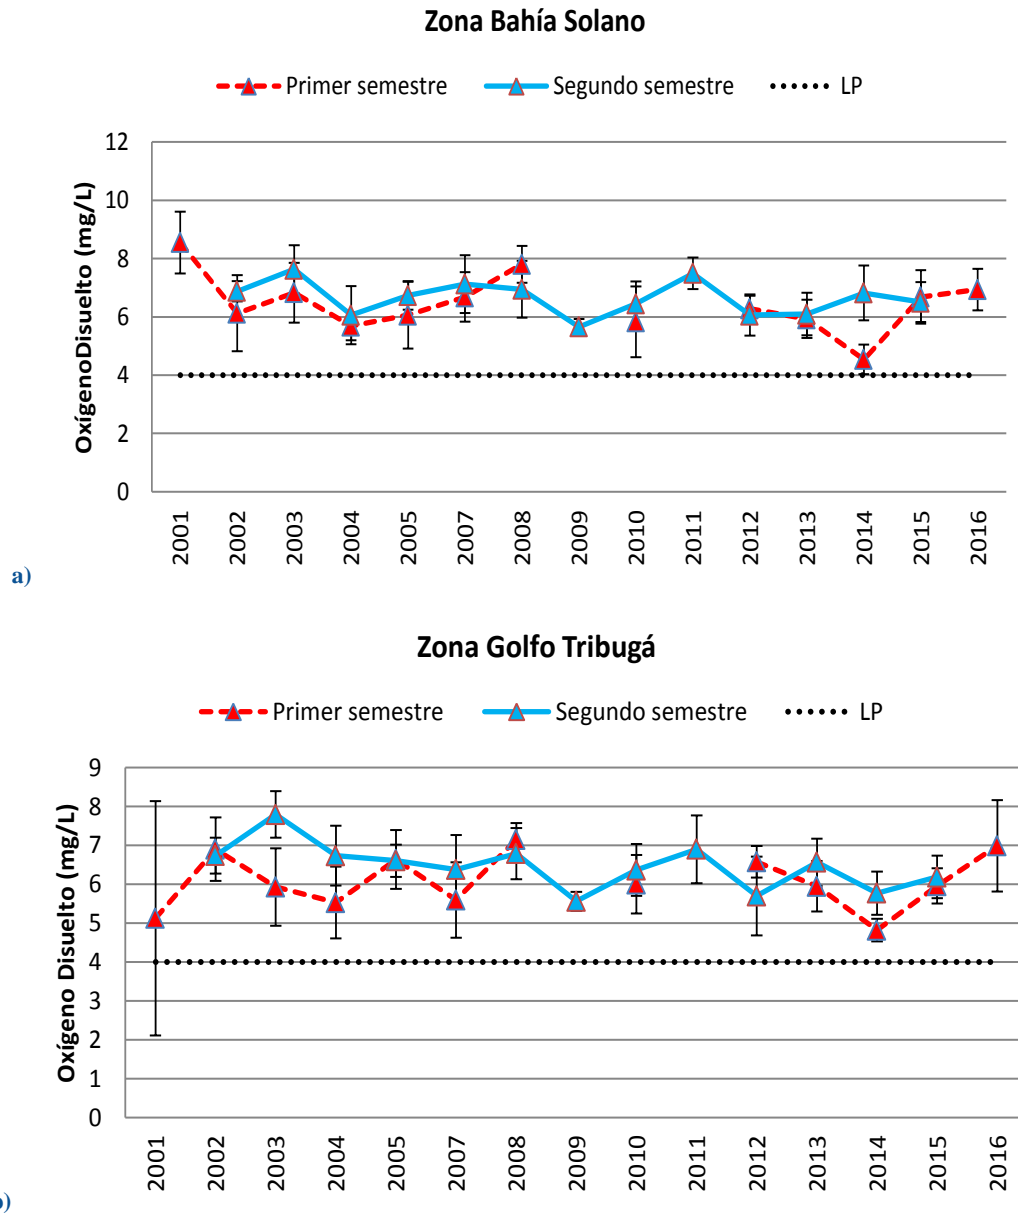 Zona Bahía Solano
Primer semestre Segundo semestre LP
OxígenoDisuelto (mg/L)
12
10
8
6
4
2
0
2001 2002 2003 2004 2005 2007 2008 2009 2010 2011 2012 2013 2014 2015 2016
a)
Zona Golfo Tribugá
Primer semestre Segundo semestre LP
Oxígeno Disuelto (mg/L)
9
8
7
6
5
4
3
2
1
0
2001 2002 2003 2004 2005 2007 2008 2009 2010 2011 2012 2013 2014 2015 2016
)